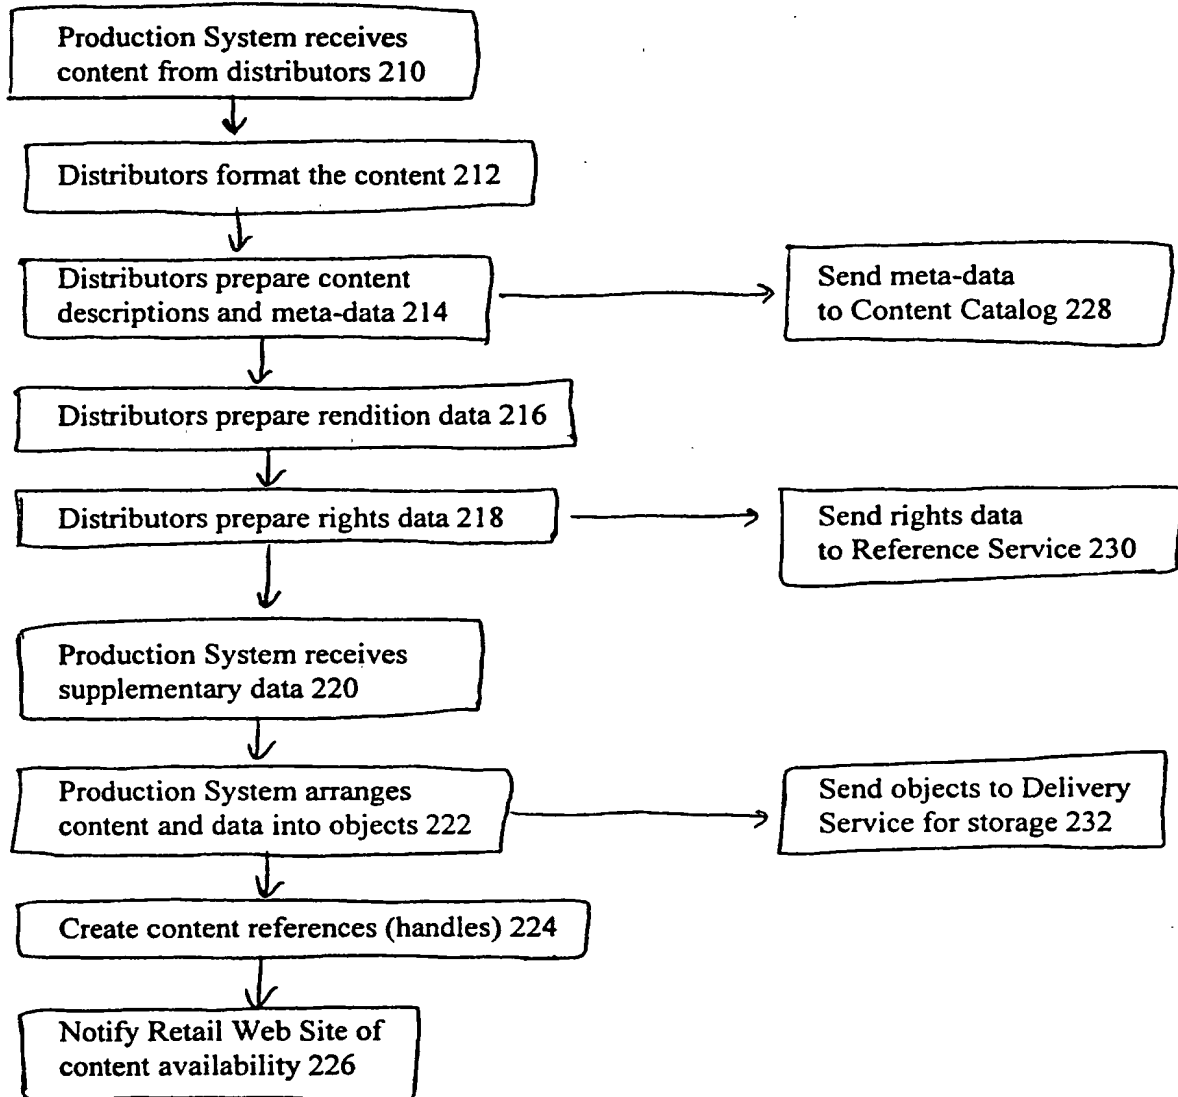 Production System receives
content from distributors 210
Distributors format the content 212
Distributors prepare content
descriptions and meta-data 214
Send meta-data
to Content Catalog 228
Distributors prepare rendition data 216
Distributors prepare rights data 218
Send rights data
to Reference Service 230
Production System receives
supplementary data 220
Production System arranges
content and data into objects 222
Send objects to Delivery
Service for storage 232
Create content references (handles) 224
Notify Retail Web Site of
content availability 226